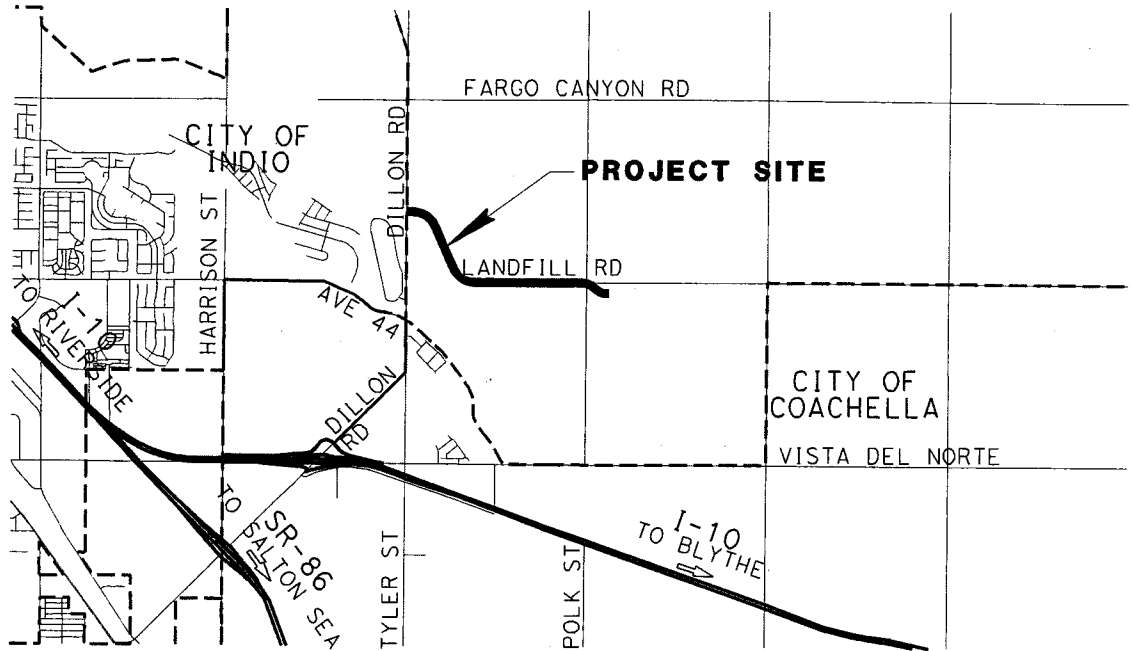 FARGO CANYON RD
CITY OF
INDIO
DILLON RD
PROJECT SITE
HARRISON ST
LANDFILL RD
TO
I-10
RIVERSIDE
AVE 44
CITY OF
COACHELLA
DILLON
RD
VISTA DEL NORTE
TO
SR-86
SALTON SEA
TYLER ST
I-10
TO BLYTHE
POLK ST